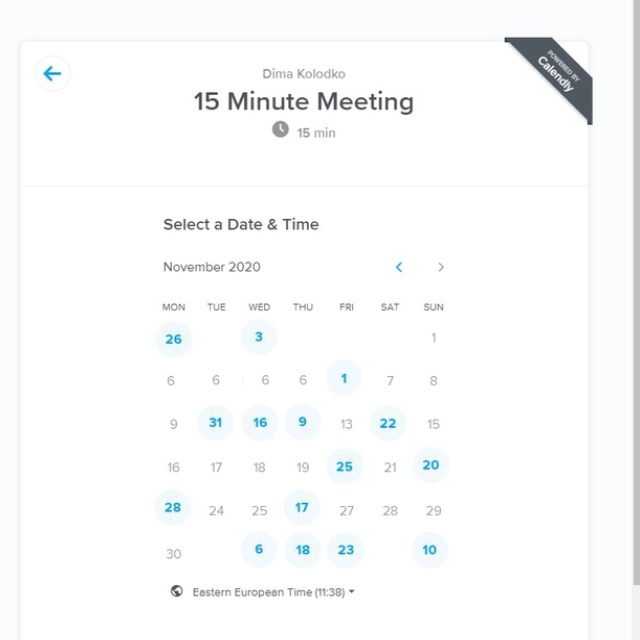 POWERED BY
Calendly
Dima Kolodko
15 Minute Meeting
15 min
Select a Date & Time
November 2020
MON TUE WED THU FRI SAT SUN
26 3 1
6 6 6 6 1 7 8
9 31 16 9 13 22 15
16 17 18 19 25 21 20
28 24 25 17 27 28 29
30 6 18 23 10
Eastern European Time (11:38)